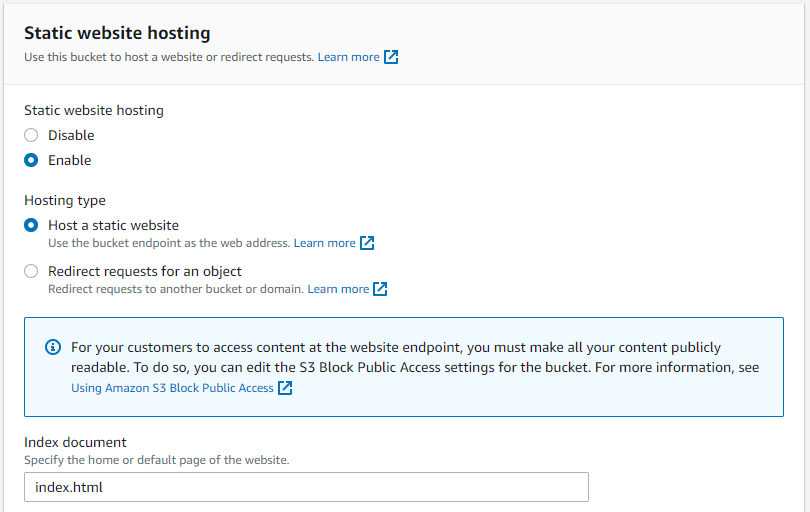 Static website hosting
Use this bucket to host a website or redirect requests. Learn more
Static website hosting
Disable
Enable
Hosting type
Host a static website
Use the bucket endpoint as the web address. Learn more
Redirect requests for an object
Redirect requests to another bucket or domain. Learn more
For your customers to access content at the website endpoint, you must make all your content publicly
readable. To do so, you can edit the S3 Block Public Access settings for the bucket. For more information, see
Using Amazon S3 Block Public Access
Index document
Specify the home or default page of the website.
index.html